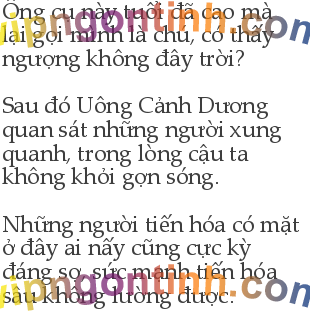 Ông cụ này tuổi đã cao mà
lại gọi mình là chú, có thấy
ngượng không đây trời?
Sau đó Uông Cảnh Dương
quan sát những người xung
quanh, trong lòng cậu ta
không khỏi gợn sóng.
Những người tiến hóa có mặt
ở đây ai nấy cũng cực kỳ
đáng sợ, sức mạnh tiến hóa
sâu không lường được.
vipngontinh.com
vipngontinh.com